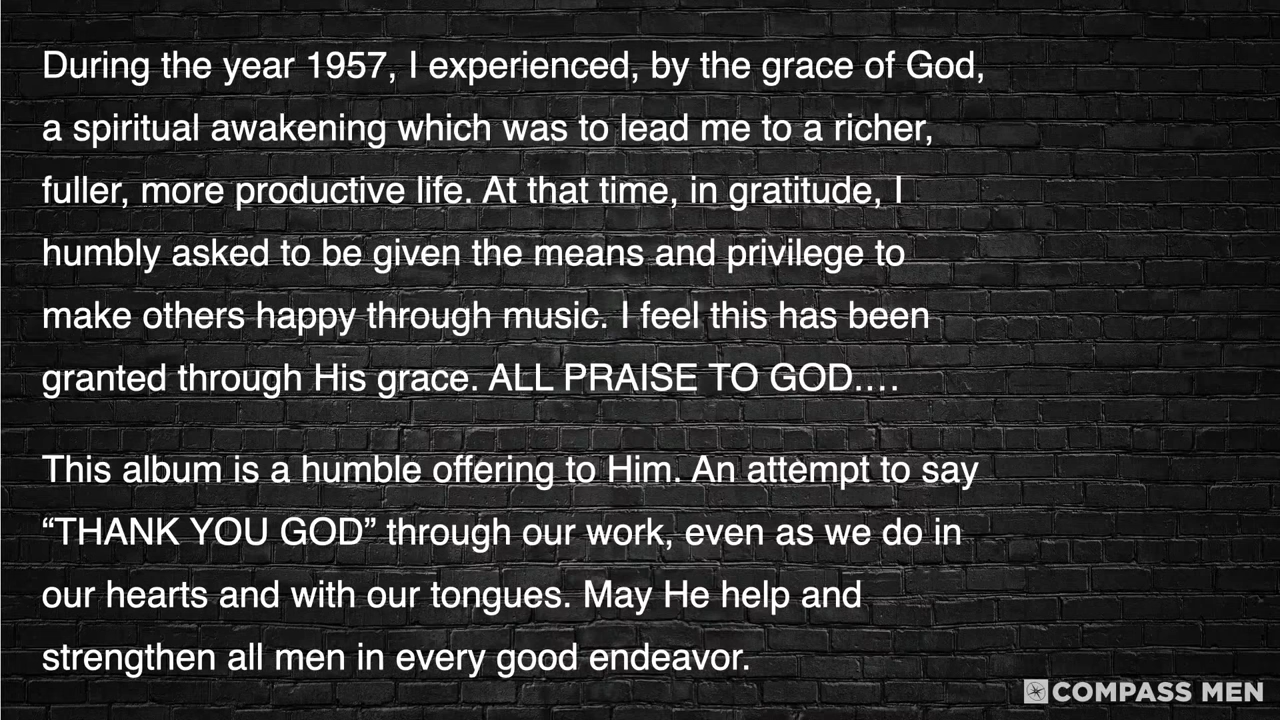 During the year 1957, I experienced, by the grace of God,
a spiritual awakening which was to lead me to a richer,
fuller, more productive life. At that time, in gratitude, I
humbly asked to be given the means and privilege to
make others happy through music. I feel this has been
granted through His grace. ALL PRAISE TO GOD….
This album is a humble offering to Him. An attempt to say
“THANK YOU GOD” through our work, even as we do in
our hearts and with our tongues. May He help and
strengthen all men in every good endeavor.
COMPASS MEN